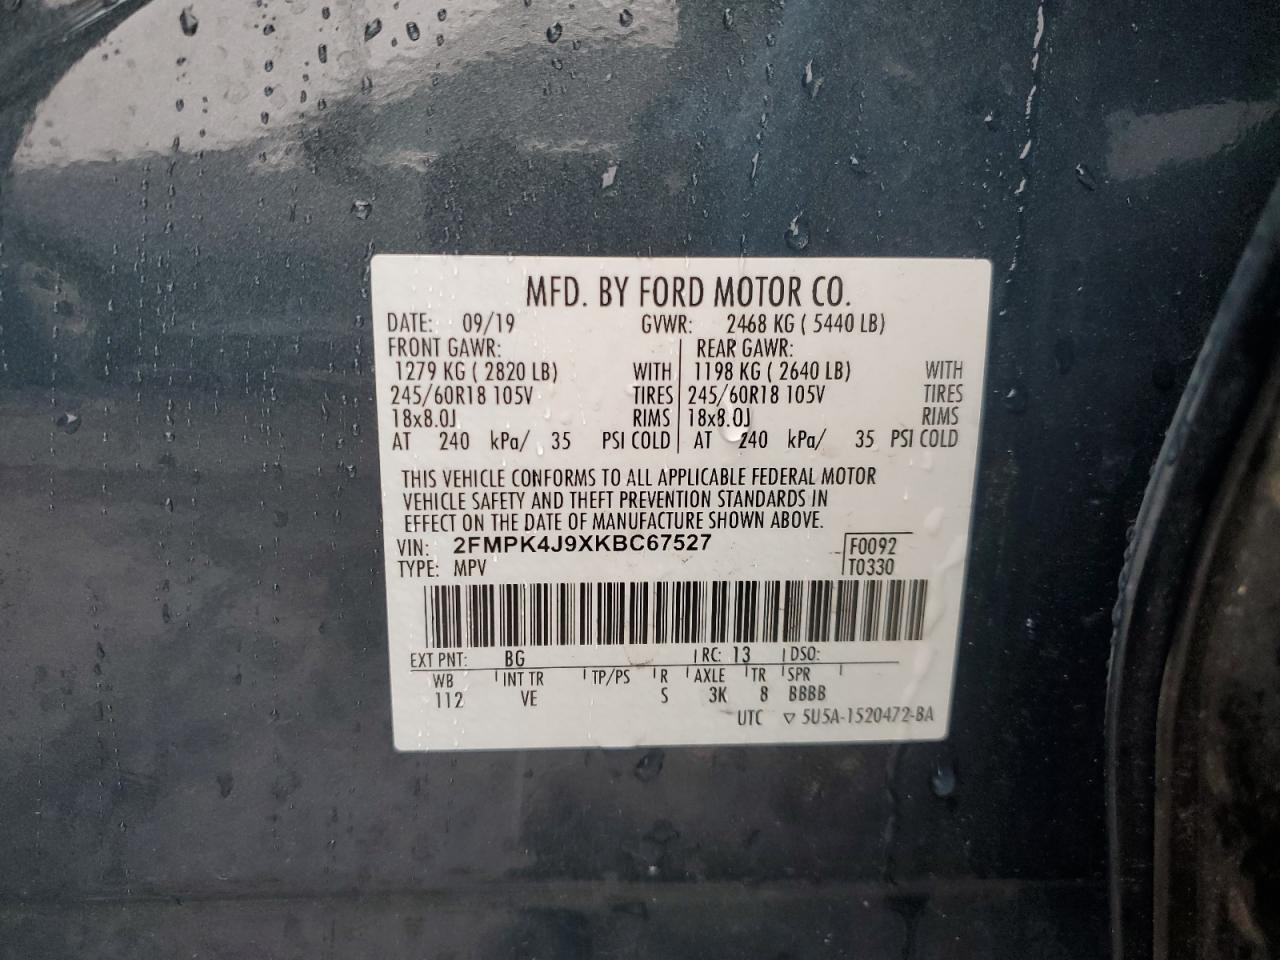 MFD. BY FORD MOTOR CO.
DATE: 09/19 GVWR: 2468 KG ( 5440 LB)
FRONT GAWR: REAR GAWR:
1279 KG ( 2820 LB) WITH 1198 KG ( 2640 LB) WITH
245/60R18 105V TIRES 245/60R18 105V TIRES
18x8.0J RIMS 18x8.0J RIMS
AT 240 kPa/ 35 PSI COLD AT 240 kPa/ 35 PSI COLD
THIS VEHICLE CONFORMS TO ALL APPLICABLE FEDERAL MOTOR
VEHICLE SAFETY AND THEFT PREVENTION STANDARDS IN
EFFECT ON THE DATE OF MANUFACTURE SHOWN ABOVE.
VIN: 2FMPK4J9XKBC67527 F0092
TYPE: MPV T0330
EXT PNT: BG RC: 13 DSO:
WB INT TR TP/PS R AXLE TR SPR
112 VE S 3K 8 BBBB
UTC ▽ 5U5A-1520472-BA